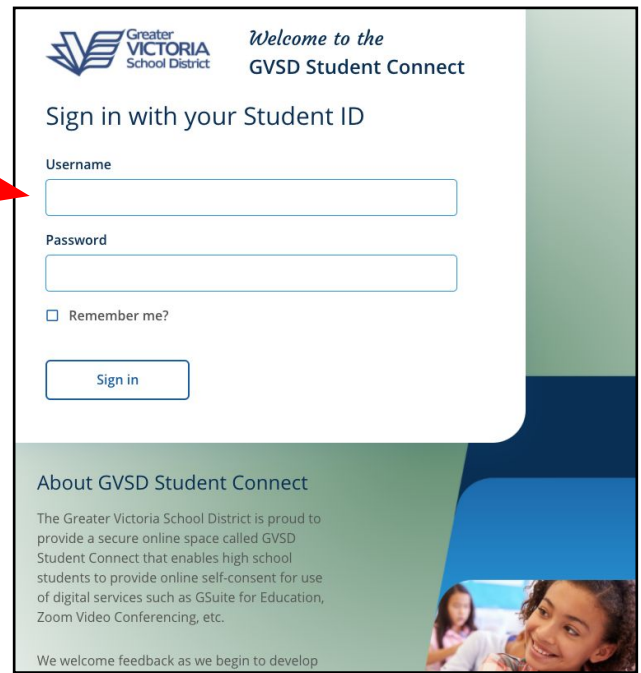 Greater
VICTORIA
School District
Welcome to the
GVSD Student Connect
Sign in with your Student ID
Username
Password
Remember me?
Sign in
About GVSD Student Connect
The Greater Victoria School District is proud to
provide a secure online space called GVSD
Student Connect that enables high school
students to provide online self-consent for use
of digital services such as GSuite for Education,
Zoom Video Conferencing, etc.
We welcome feedback as we begin to develop